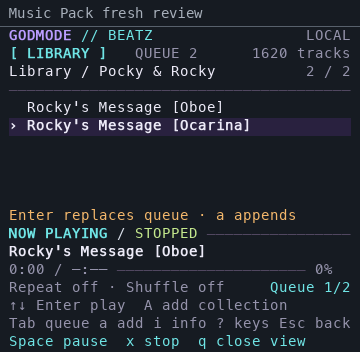 Music Pack fresh review
GODMODE // BEATZ LOCAL
[ LIBRARY ] QUEUE 2 1620 tracks
Library / Pocky & Rocky 2 / 2
Rocky's Message [Oboe]
› Rocky's Message [Ocarina]
Enter replaces queue · a appends
NOW PLAYING / STOPPED
Rocky's Message [Oboe]
0:00 / —:—— 0%
Repeat off · Shuffle off Queue 1/2
↑↓ Enter play A add collection
Tab queue a add i info ? keys Esc back
Space pause x stop q close view